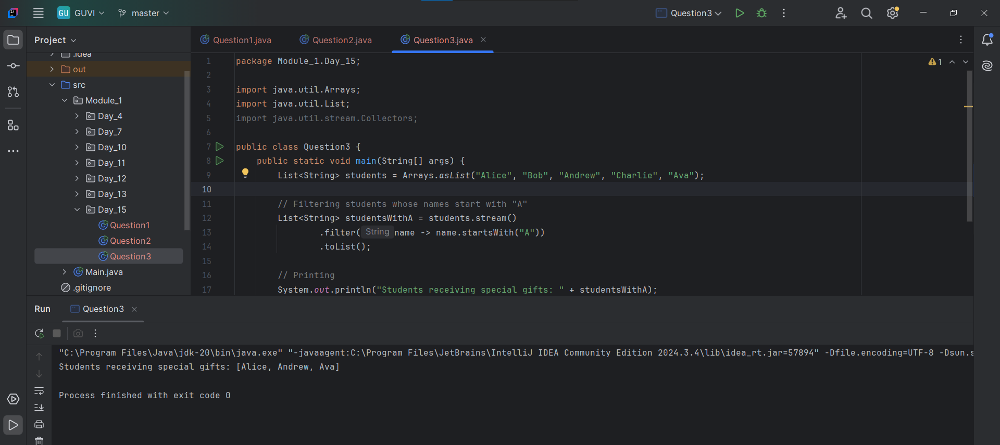 GU GUVI master Question3
Project
Question1.java Question2.java Question3.java
.idea
out
src
Module_1
Day_4
Day_7
Day_10
Day_11
Day_12
Day_13
Day_15
Question1
Question2
Question3
Main.java
.gitignore
1 package Module_1.Day_15;
2
3 import java.util.Arrays;
4 import java.util.List;
5 import java.util.stream.Collectors;
6
7 public class Question3 {
8 public static void main(String[] args) {
9 List<String> students = Arrays.asList("Alice", "Bob", "Andrew", "Charlie", "Ava");
10
11 // Filtering students whose names start with "A"
12 List<String> studentsWithA = students.stream()
13 .filter( String name -> name.startsWith("A"))
14 .toList();
15
16 // Printing
17 System.out.println("Students receiving special gifts: " + studentsWithA);
1
Run Question3
"C:\Program Files\Java\jdk-20\bin\java.exe" "-javaagent:C:\Program Files\JetBrains\IntelliJ IDEA Community Edition 2024.3.4\lib\idea_rt.jar=57894" -Dfile.encoding=UTF-8 -Dsun.s
Students receiving special gifts: [Alice, Andrew, Ava]
Process finished with exit code 0